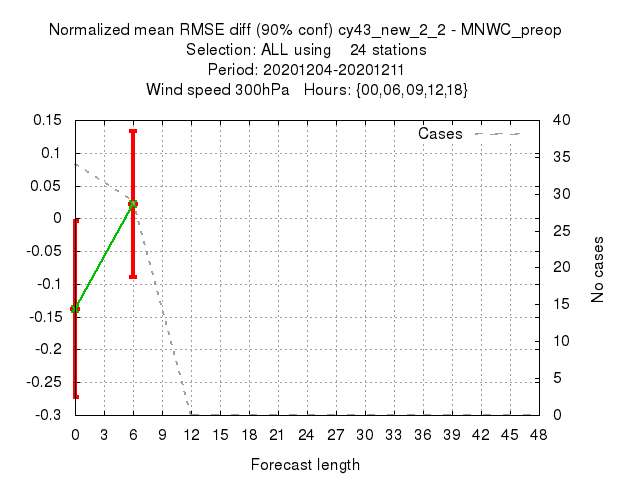 Normalized mean RMSE diff (90% conf) cy43_new_2_2 - MNWC_preop
Selection: ALL using    24 stations
Period: 20201204-20201211
Wind speed 300hPa   Hours: {00,06,09,12,18}
0.15
0.1
0.05
0
-0.05
-0.1
-0.15
-0.2
-0.25
-0.3
Cases
40
35
30
25
20
15
10
5
0
No cases
0 3 6 9 12 15 18 21 24 27 30 33 36 39 42 45 48
Forecast length